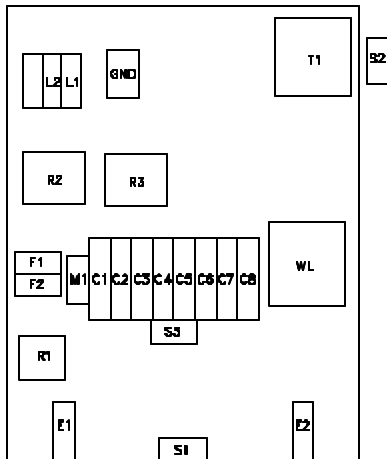 T1
S2
L2 L1
GND
R2
R3
F1
F2
M1 C1 C2 C3 C4 C5 C6 C7 C8
WL
S3
R1
E1
E2
S1